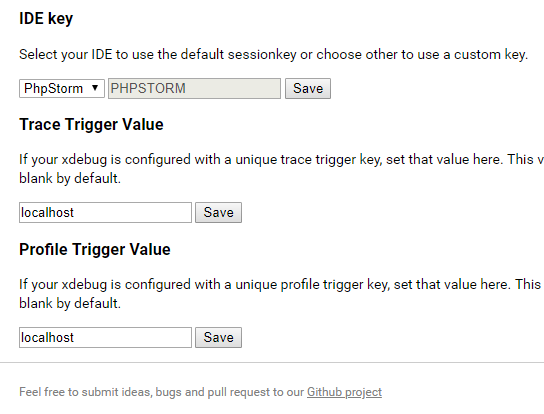 IDE key
Select your IDE to use the default sessionkey or choose other to use a custom key.
PhpStorm PHPSTORM Save
Trace Trigger Value
If your xdebug is configured with a unique trace trigger key, set that value here. This v
blank by default.
localhost Save
Profile Trigger Value
If your xdebug is configured with a unique profile trigger key, set that value here. This
blank by default.
localhost Save
Feel free to submit ideas, bugs and pull request to our Github project